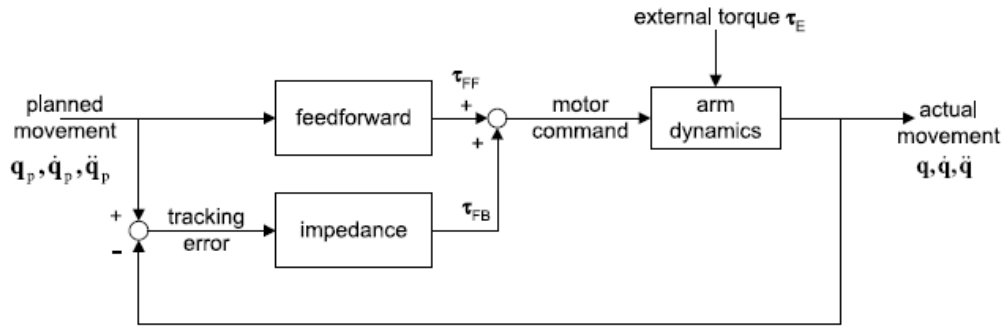 external torque τ_E
τ_FF
planned
movement
q_p, q̇_p, q̈_p
feedforward
+
+
motor
command
arm
dynamics
actual
movement
q, q̇, q̈
+
-
tracking
error
impedance
τ_FB